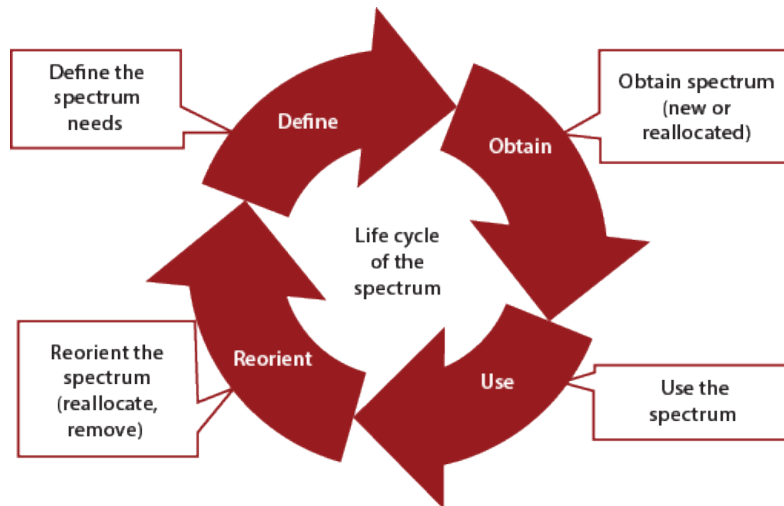 Define the
spectrum
needs
Define
Obtain spectrum
(new or
reallocated)
Obtain
Life cycle
of the
spectrum
Reorient the
spectrum
(reallocate,
remove)
Reorient
Use
Use the
spectrum